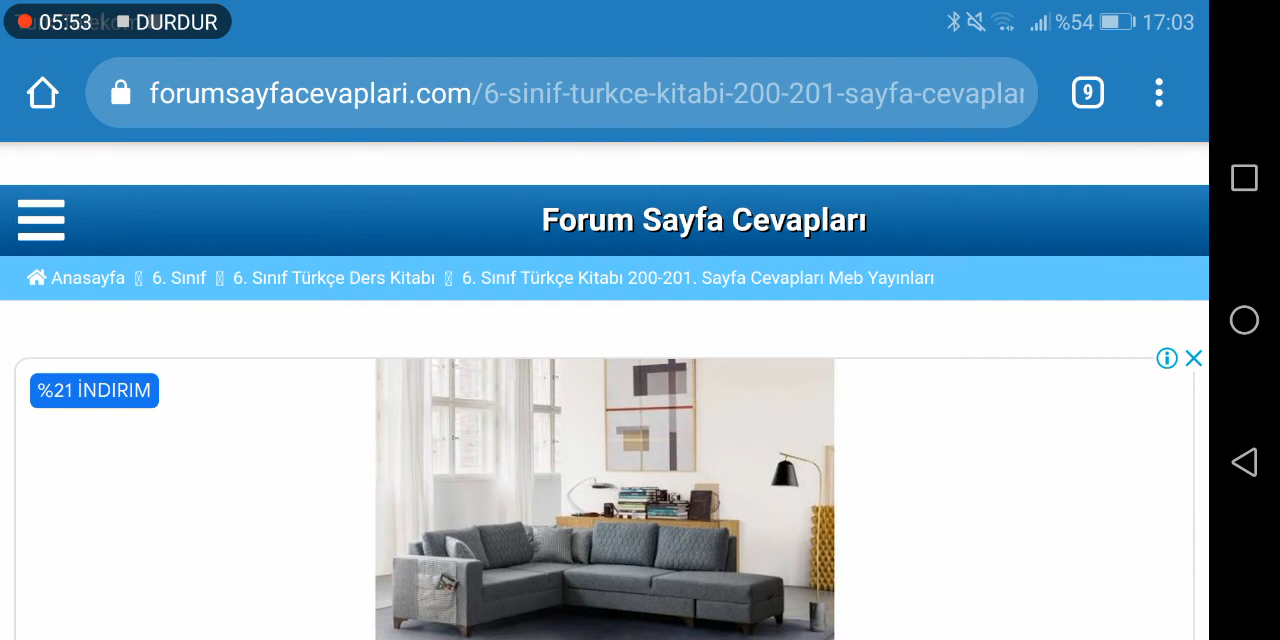 05:53 DURDUR %54 17:03
forumsayfacevaplari.com/6-sinif-turkce-kitabi-200-201-sayfa-cevaplar
9
Forum Sayfa Cevapları
Anasayfa 6. Sınıf 6. Sınıf Türkçe Ders Kitabı 6. Sınıf Türkçe Kitabı 200-201. Sayfa Cevapları Meb Yayınları
%21 İNDIRIM